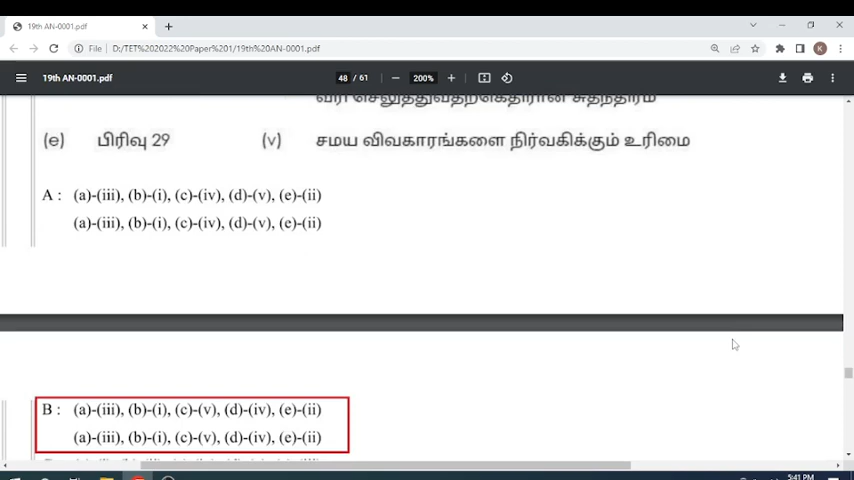 19th AN-0001.pdf
File | D:/TET%202022%20Paper%201/19th%20AN-0001.pdf
K
19th AN-0001.pdf
48 / 61
200%
வரி செலுத்துவதற்கெதிரான சுதந்திரம்
(e) பிரிவு 29 (v) சமய விவகாரங்களை நிர்வகிக்கும் உரிமை
A : (a)-(iii), (b)-(i), (c)-(iv), (d)-(v), (e)-(ii)
(a)-(iii), (b)-(i), (c)-(iv), (d)-(v), (e)-(ii)
B : (a)-(iii), (b)-(i), (c)-(v), (d)-(iv), (e)-(ii)
(a)-(iii), (b)-(i), (c)-(v), (d)-(iv), (e)-(ii)
5:41 PM